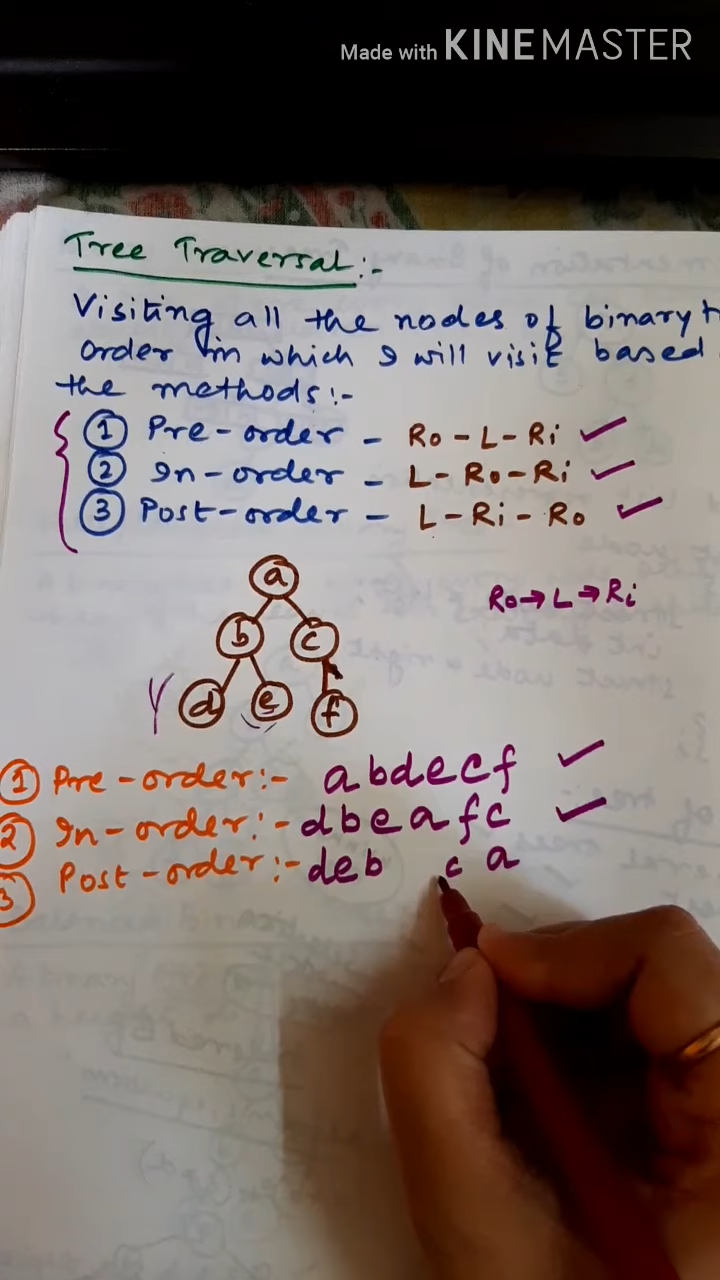 Made with KINEMASTER
Tree Traversal:-
Visiting all the nodes of binary
order in which I will visit based
the methods:-
① Pre-order - Ro-L-Ri ✓
② In-order - L-Ro-Ri ✓
③ Post-order - L-Ri-Ro ✓
a
Ro→L→Ri
b c
d e f
① Pre-order:- abdecf ✓
2 In-order:- dbeafc ✓
3 Post-order:- deb c a